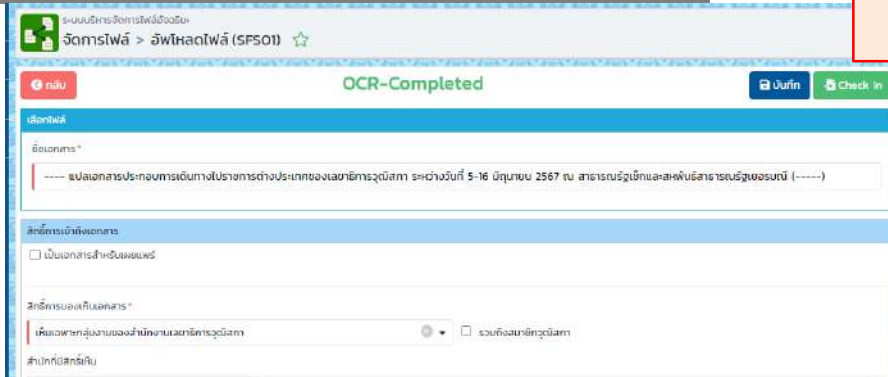 ระบบบริหารจัดการไฟล์อัจฉริยะ
จัดการไฟล์ > อัพโหลดไฟล์ (SFS01)
กลับ
OCR-Completed
บันทึก
Check In
เลือกไฟล์
ชื่อเอกสาร*
---- แปลเอกสารประกอบการเดินทางไปราชการต่างประเทศของเลขาธิการวุฒิสภา ระหว่างวันที่ 5-16 มิถุนายน 2567 ณ สาธารณรัฐเช็กและสหพันธ์สาธารณรัฐเยอรมนี (-----)
สิทธิ์การเข้าถึงเอกสาร
เป็นเอกสารสำหรับเผยแพร่
สิทธิ์การมองเห็นเอกสาร*
เห็นเฉพาะกลุ่มงานของสำนักงานเลขาธิการวุฒิสภา
รวมถึงสมาชิกวุฒิสภา
สำนักที่มีสิทธิ์เห็น